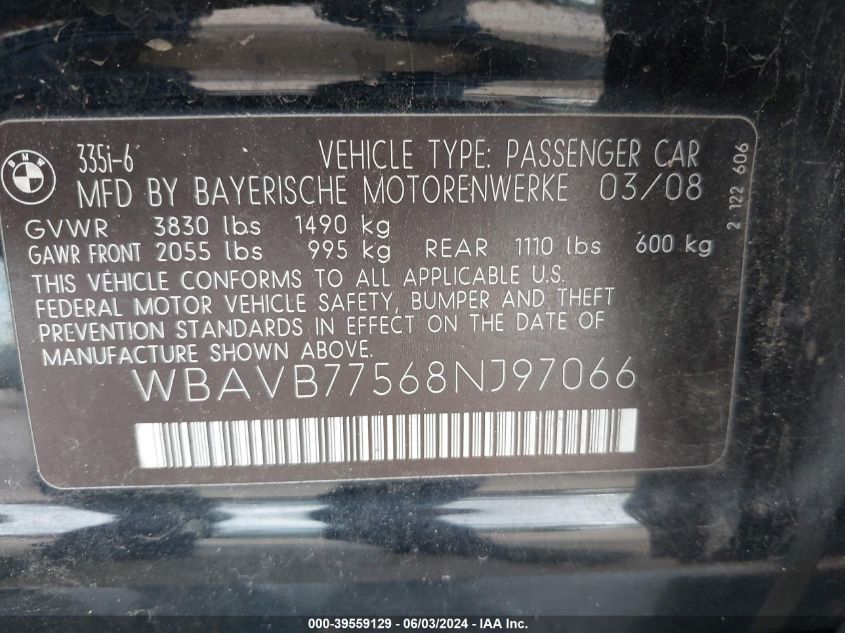 BMW
335i-6
VEHICLE TYPE: PASSENGER CAR
MFD BY BAYERISCHE MOTORENWERKE 03/08
GVWR 3830 lbs 1490 kg
GAWR FRONT 2055 lbs 995 kg REAR 1110 lbs 600 kg
THIS VEHICLE CONFORMS TO ALL APPLICABLE U.S.
FEDERAL MOTOR VEHICLE SAFETY, BUMPER AND THEFT
PREVENTION STANDARDS IN EFFECT ON THE DATE OF
MANUFACTURE SHOWN ABOVE.
WBAVB77568NJ97066
2 122 606
000-39559129 - 06/03/2024 - IAAI.COM